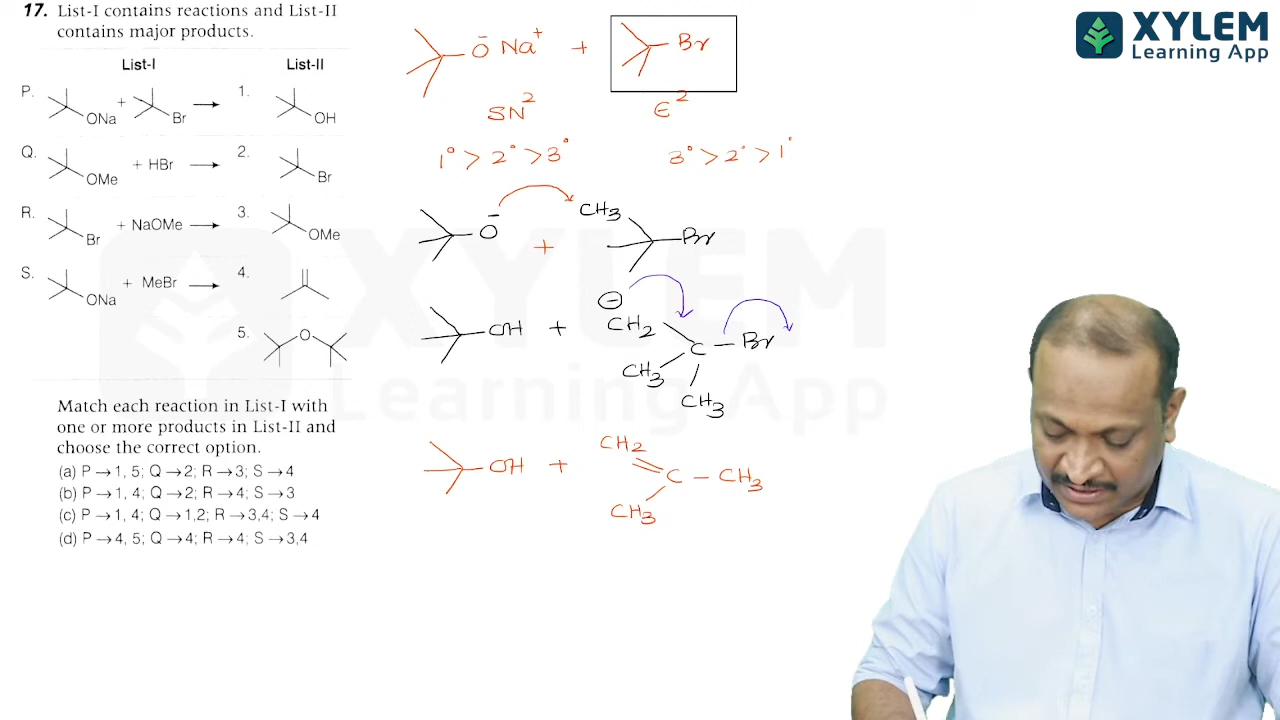 17. List-I contains reactions and List-II
contains major products.
List-I List-II
P. ONa + Br → 1. OH
Q. OMe + HBr → 2. Br
R. Br + NaOMe → 3. OMe
S. ONa + MeBr → 4.
5. O
Match each reaction in List-I with
one or more products in List-II and
choose the correct option.
(a) P → 1, 5; Q → 2; R → 3; S → 4
(b) P → 1, 4; Q → 2; R → 4; S → 3
(c) P → 1, 4; Q → 1,2; R → 3,4; S → 4
(d) P → 4, 5; Q → 4; R → 4; S → 3,4
XYLEM
Learning App
Ō Na⁺ + Br
SN² E²
1° > 2° > 3° 3° > 2° > 1°
O⁻ + CH₃ Br
OH + ⊖ CH₂ C – Br
CH₃
CH₃
OH + CH₂ = C – CH₃
CH₃
XYLEM
Learning App